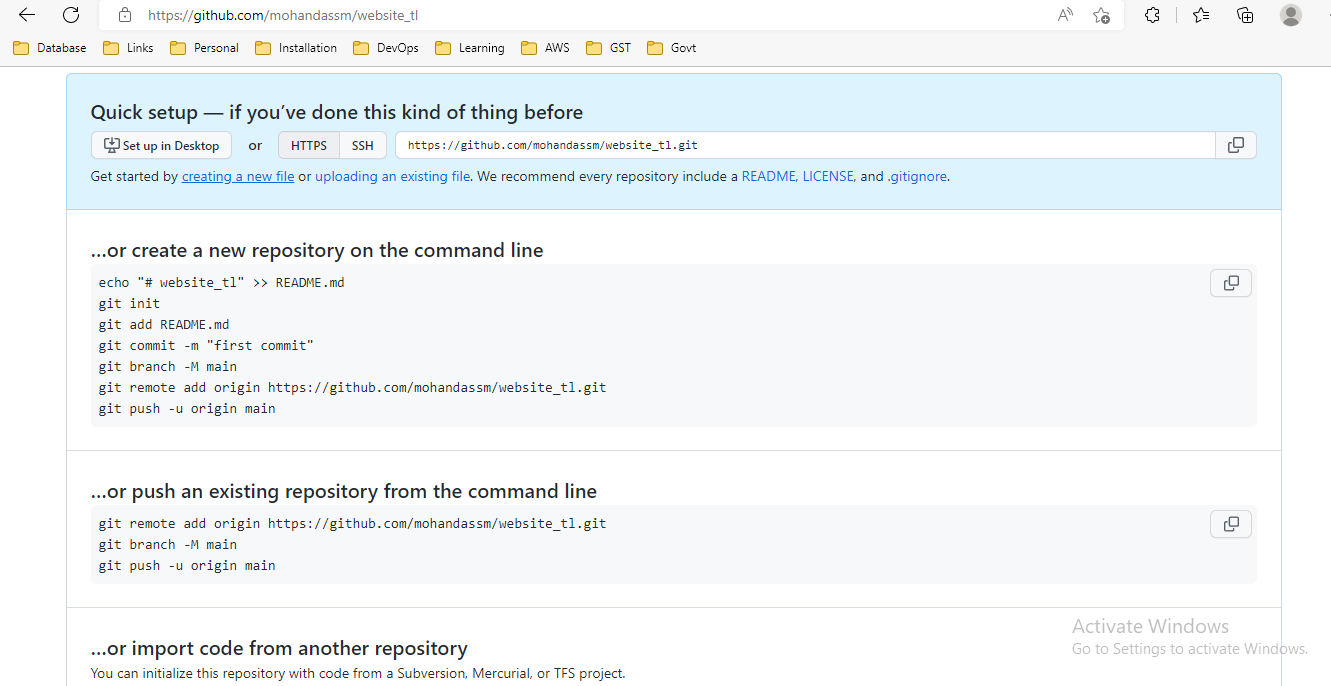 https://github.com/mohandassm/website_tl
Database Links Personal Installation DevOps Learning AWS GST Govt
Quick setup — if you’ve done this kind of thing before
Set up in Desktop or HTTPS SSH https://github.com/mohandassm/website_tl.git
Get started by creating a new file or uploading an existing file. We recommend every repository include a README, LICENSE, and .gitignore.
…or create a new repository on the command line
echo "# website_tl" >> README.md
git init
git add README.md
git commit -m "first commit"
git branch -M main
git remote add origin https://github.com/mohandassm/website_tl.git
git push -u origin main
…or push an existing repository from the command line
git remote add origin https://github.com/mohandassm/website_tl.git
git branch -M main
git push -u origin main
…or import code from another repository
You can initialize this repository with code from a Subversion, Mercurial, or TFS project.
Activate Windows
Go to Settings to activate Windows.